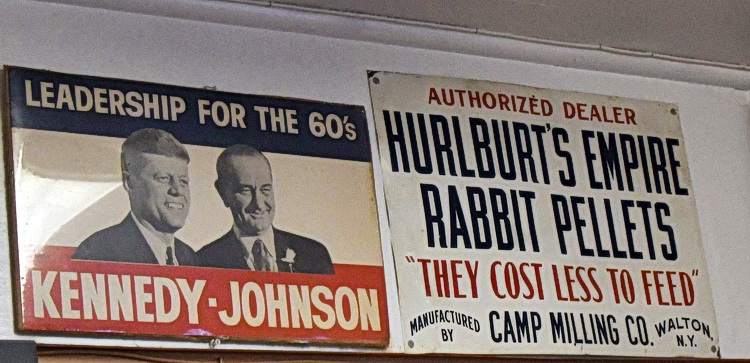 LEADERSHIP FOR THE 60's
KENNEDY-JOHNSON
AUTHORIZED DEALER
HURLBURT'S EMPIRE
RABBIT PELLETS
"THEY COST LESS TO FEED"
MANUFACTURED BY CAMP MILLING CO. WALTON, N.Y.